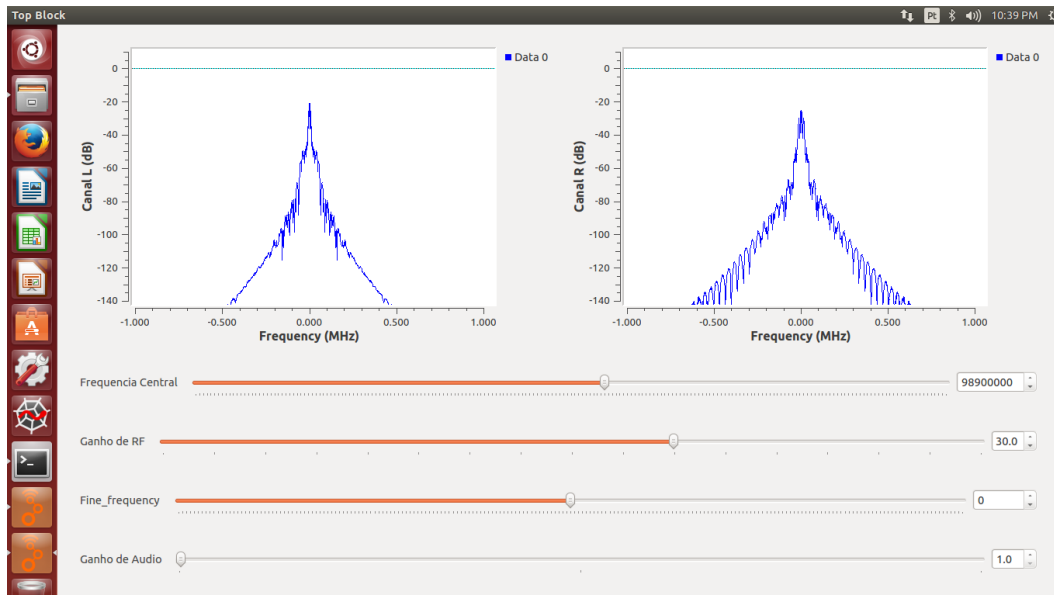 Top Block
Pt
10:39 PM
Data 0
0
-20
-40
-60
-80
-100
-120
-140
Canal L (dB)
-1.000
-0.500
0.000
0.500
1.000
Frequency (MHz)
Data 0
0
-20
-40
-60
-80
-100
-120
-140
Canal R (dB)
-1.000
-0.500
0.000
0.500
1.000
Frequency (MHz)
Frequencia Central
98900000
Ganho de RF
30.0
Fine_frequency
0
Ganho de Audio
1.0